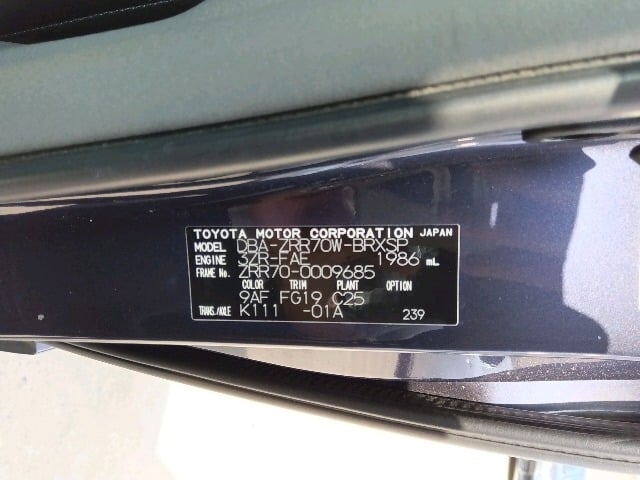 TOYOTA MOTOR CORPORATION JAPAN
MODEL DBA-ZRR70W-BRXSP
ENGINE 3ZR-FAE 1986 mL
FRAME No. ZRR70-0009685
COLOR TRIM PLANT OPTION
9AF FG19 C25
TRANS./AXLE K111 -01A 239